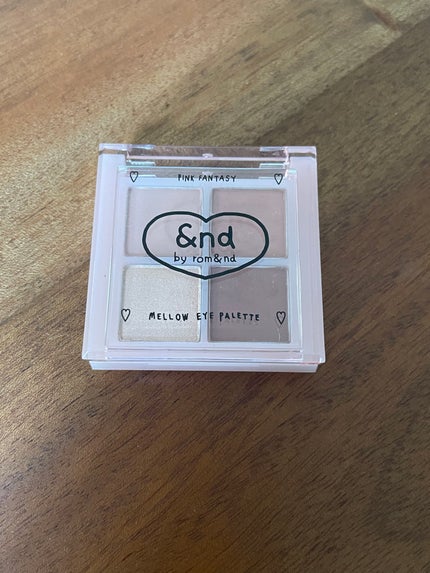 PINK FANTASY
&nd
by rom&nd
MELLOW EYE PALETTE